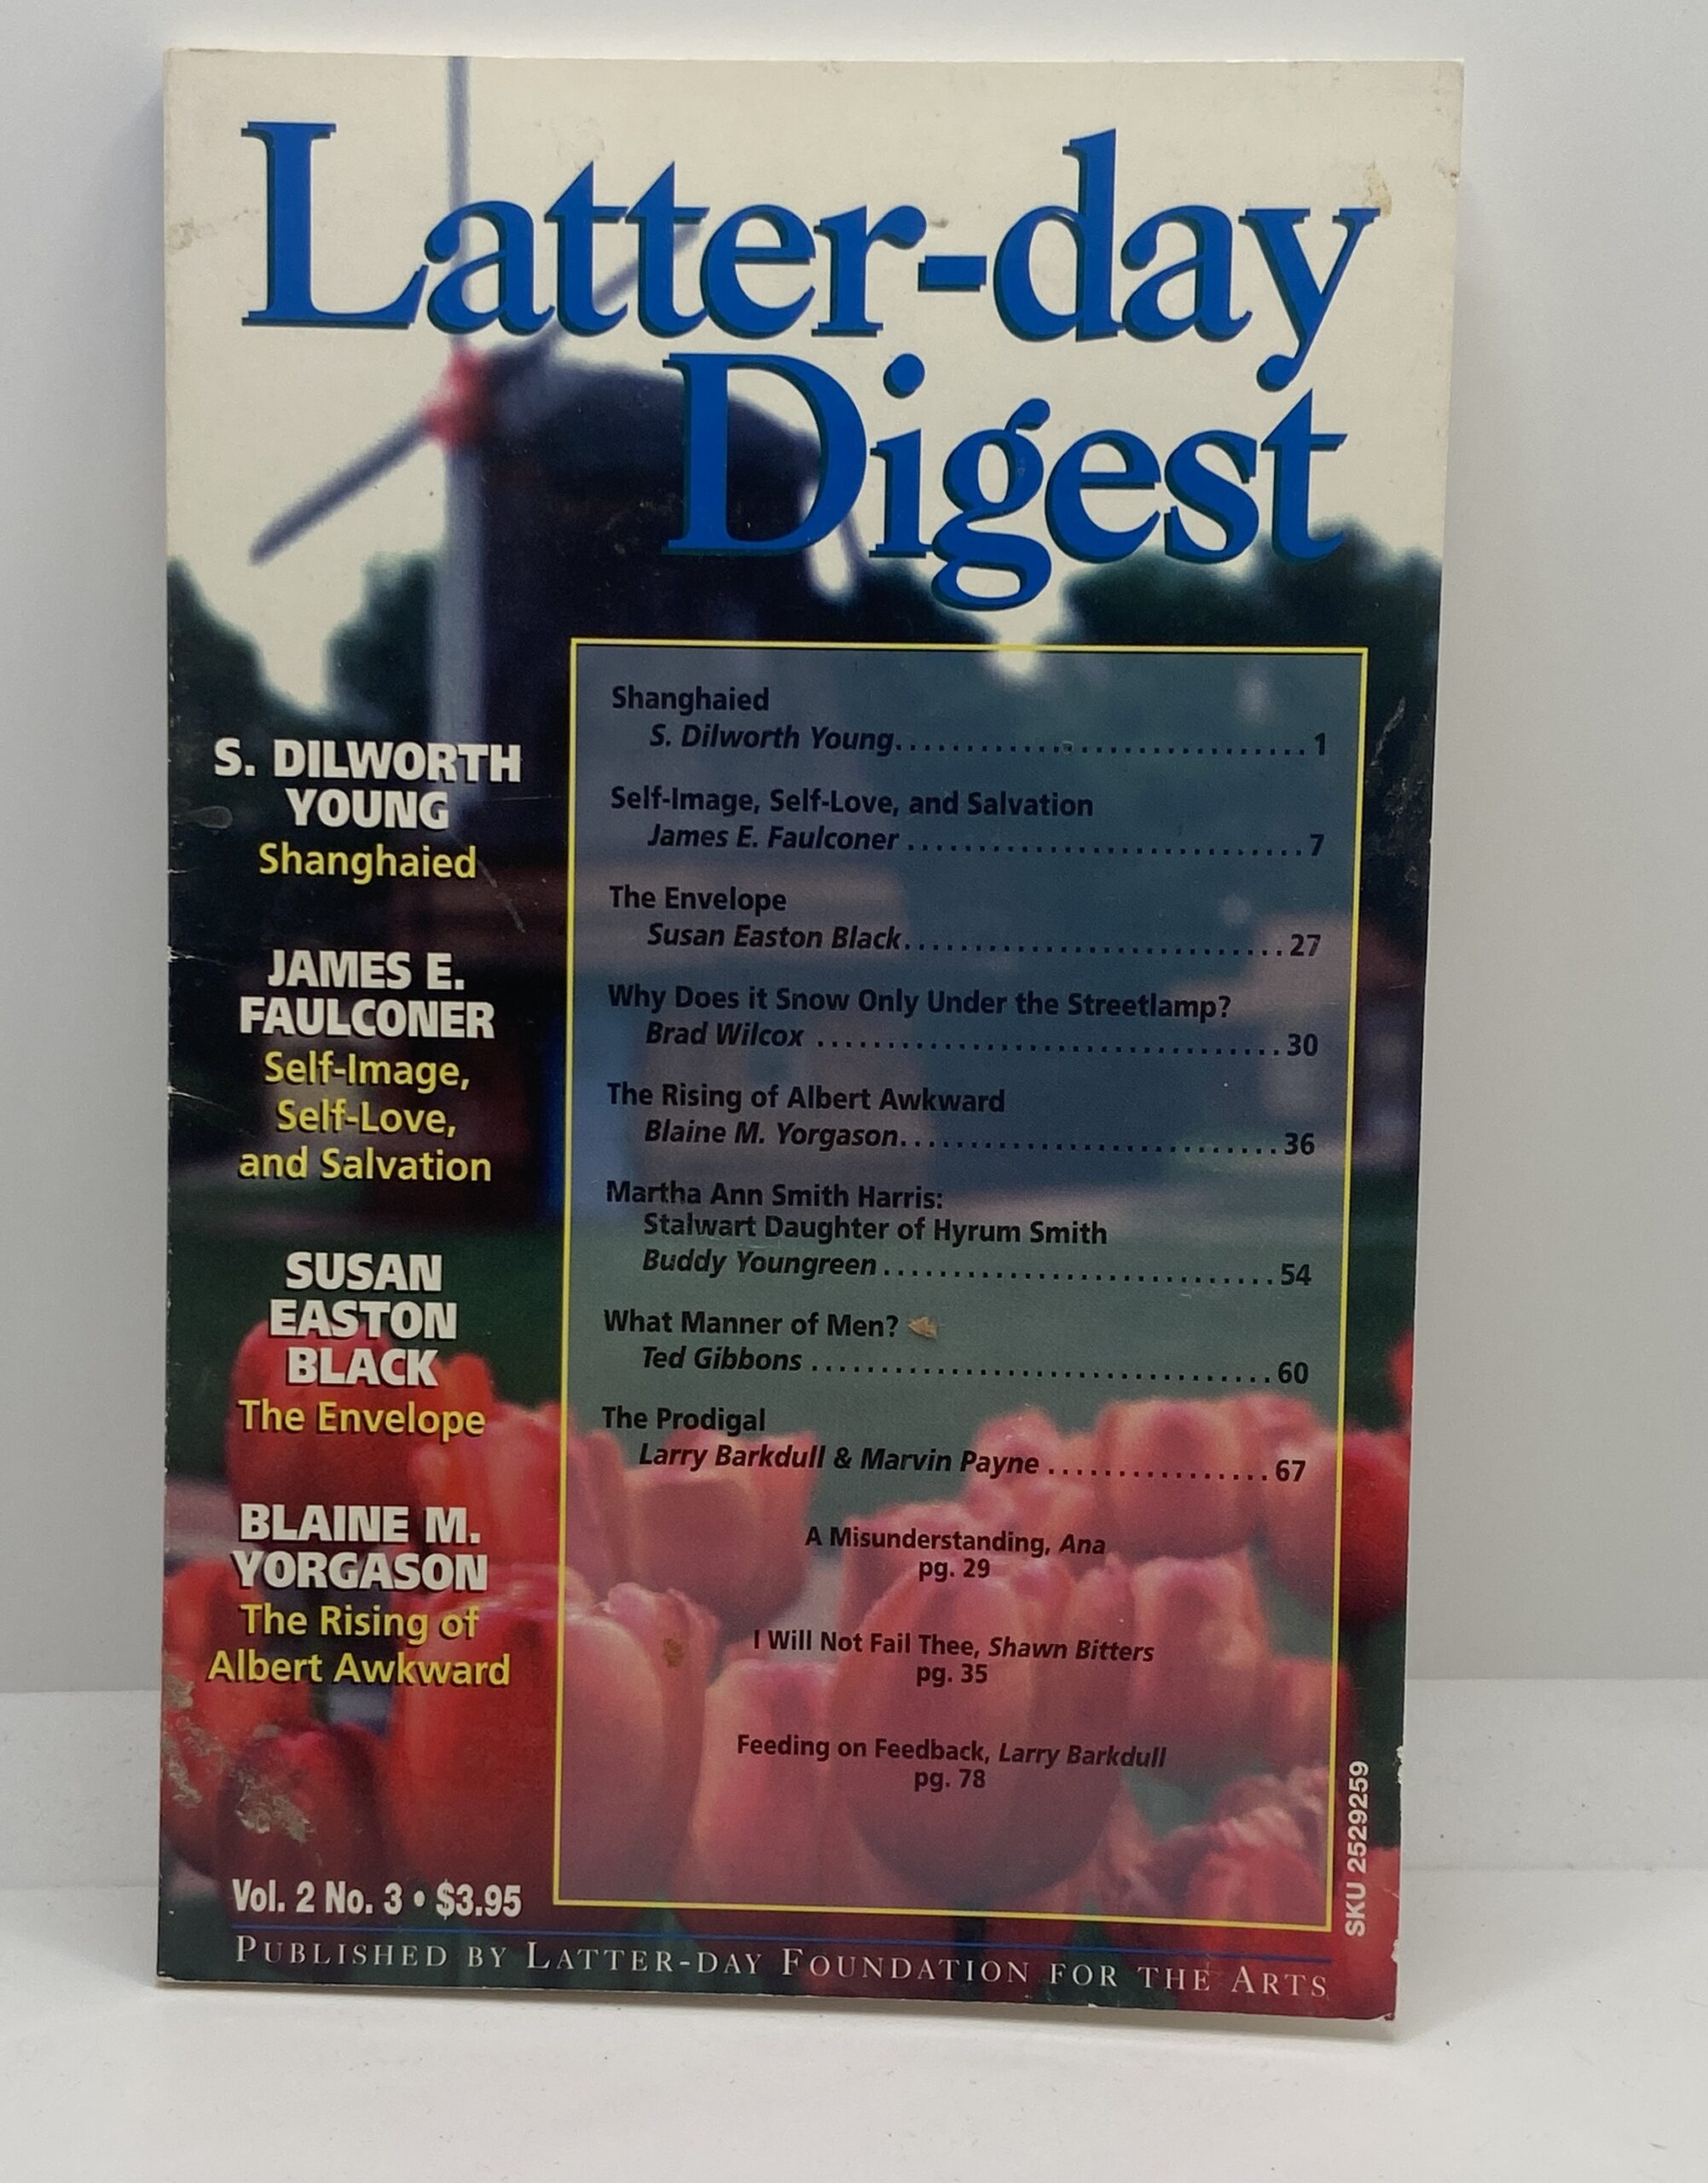 Latter-day
Digest
S. DILWORTH
YOUNG
Shanghaied
JAMES E.
FAULCONER
Self-Image,
Self-Love,
and Salvation
SUSAN
EASTON
BLACK
The Envelope
BLAINE M.
YORGASON
The Rising of
Albert Awkward
Vol. 2 No. 3 • $3.95
Shanghaied
S. Dilworth Young.............................1
Self-Image, Self-Love, and Salvation
James E. Faulconer ............................7
The Envelope
Susan Easton Black...........................27
Why Does it Snow Only Under the Streetlamp?
Brad Wilcox .................................30
The Rising of Albert Awkward
Blaine M. Yorgason...........................36
Martha Ann Smith Harris:
Stalwart Daughter of Hyrum Smith
Buddy Youngreen ............................54
What Manner of Men?
Ted Gibbons .................................60
The Prodigal
Larry Barkdull & Marvin Payne ................67
A Misunderstanding, Ana
pg. 29
I Will Not Fail Thee, Shawn Bitters
pg. 35
Feeding on Feedback, Larry Barkdull
pg. 78
SKU 2529259
PUBLISHED BY LATTER-DAY FOUNDATION FOR THE ARTS